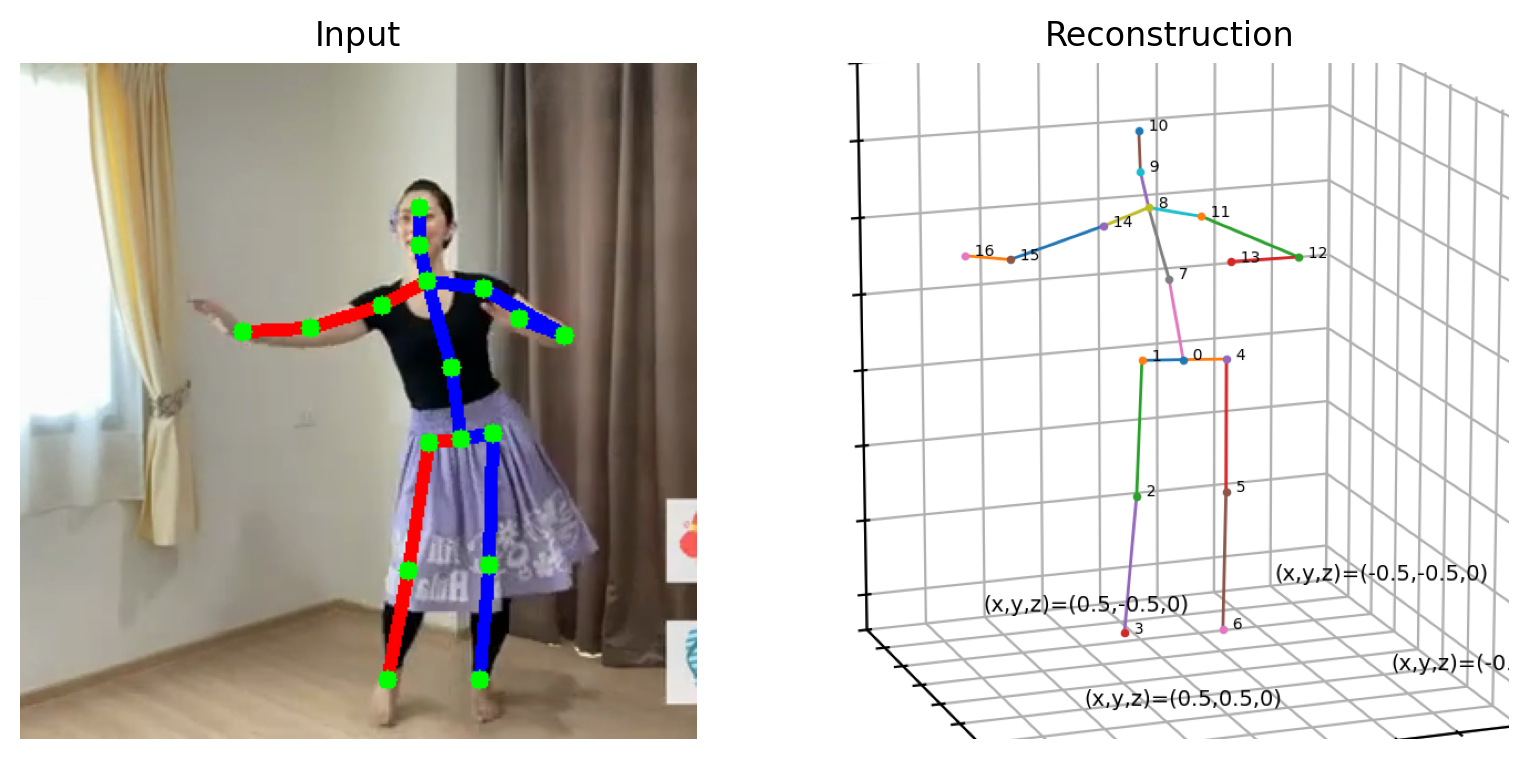 Input
Reconstruction
10
9
8
11
14
16
15
13
12
7
1
0
4
2
5
(x,y,z)=(-0.5,-0.5,0)
(x,y,z)=(0.5,-0.5,0)
3
6
(x,y,z)=(-0.
(x,y,z)=(0.5,0.5,0)